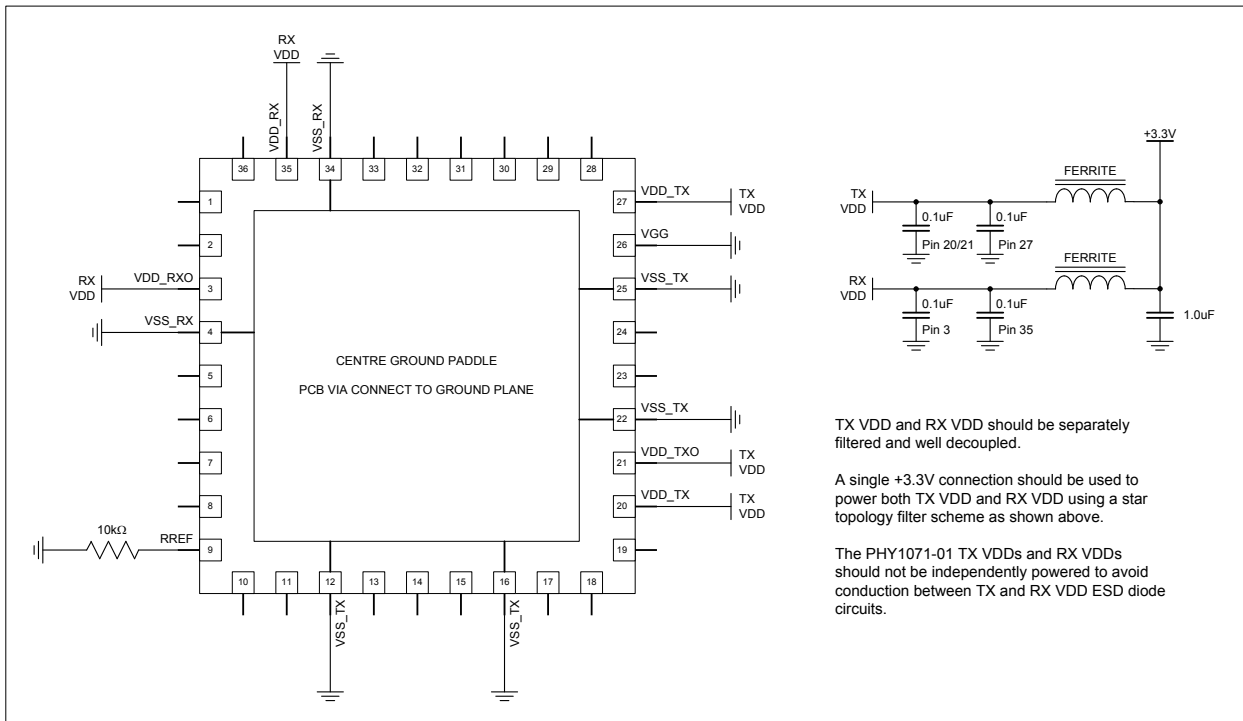 RX
VDD
VDD_RX
VSS_RX
36
35
34
33
32
31
30
29
28
1
2
3
4
5
6
7
8
9
RX
VDD
VDD_RXO
VSS_RX
10kΩ
RREF
CENTRE GROUND PADDLE
PCB VIA CONNECT TO GROUND PLANE
27
26
25
24
23
22
21
20
19
VDD_TX
TX
VDD
VGG
VSS_TX
VSS_TX
VDD_TXO
TX
VDD
VDD_TX
TX
VDD
10
11
12
13
14
15
16
17
18
VSS_TX
VSS_TX
+3.3V
FERRITE
TX
VDD
0.1uF
Pin 20/21
0.1uF
Pin 27
FERRITE
RX
VDD
0.1uF
Pin 3
0.1uF
Pin 35
1.0uF
TX VDD and RX VDD should be separately
filtered and well decoupled.
A single +3.3V connection should be used to
power both TX VDD and RX VDD using a star
topology filter scheme as shown above.
The PHY1071-01 TX VDDs and RX VDDs
should not be independently powered to avoid
conduction between TX and RX VDD ESD diode
circuits.